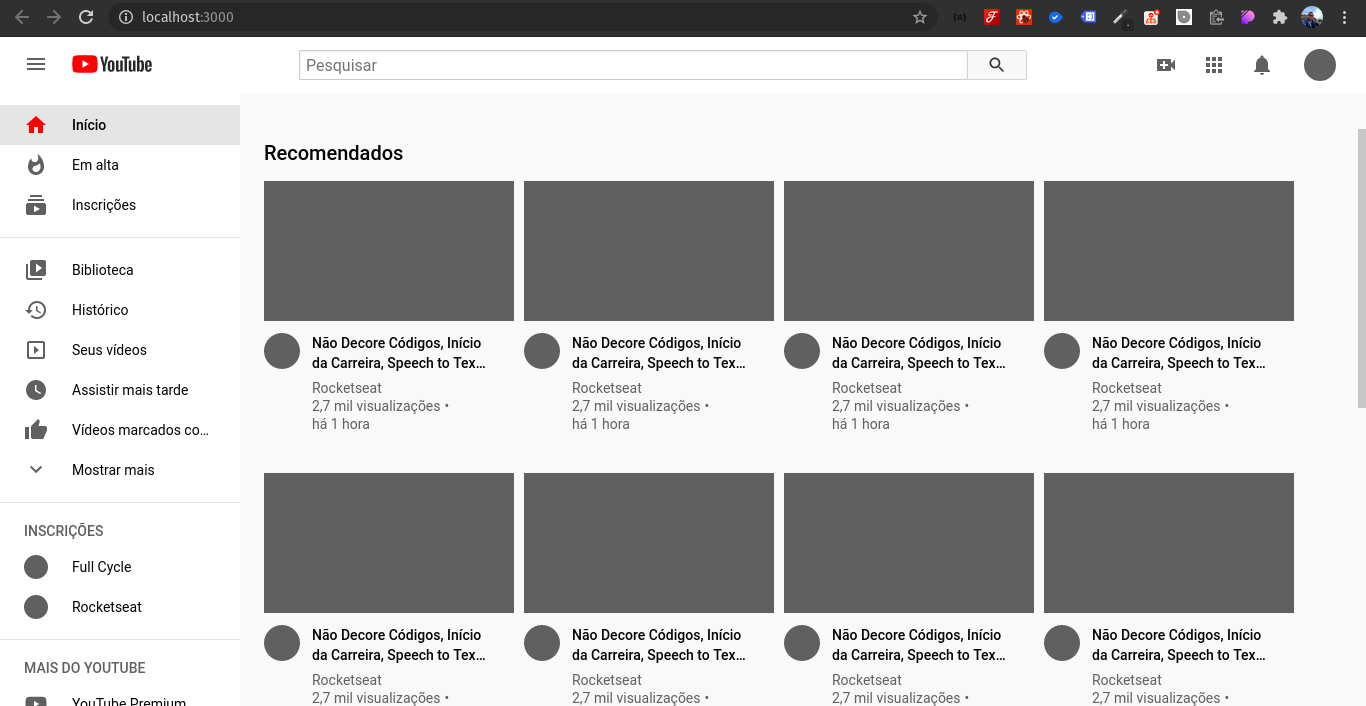 localhost:3000
YouTube
Pesquisar
Início
Em alta
Inscrições
Biblioteca
Histórico
Seus vídeos
Assistir mais tarde
Vídeos marcados co…
Mostrar mais
INSCRIÇÕES
Full Cycle
Rocketseat
MAIS DO YOUTUBE
YouTube Premium
Recomendados
Não Decore Códigos, Início
da Carreira, Speech to Tex…
Rocketseat
2,7 mil visualizações •
há 1 hora
Não Decore Códigos, Início
da Carreira, Speech to Tex…
Rocketseat
2,7 mil visualizações •
há 1 hora
Não Decore Códigos, Início
da Carreira, Speech to Tex…
Rocketseat
2,7 mil visualizações •
há 1 hora
Não Decore Códigos, Início
da Carreira, Speech to Tex…
Rocketseat
2,7 mil visualizações •
há 1 hora
Não Decore Códigos, Início
da Carreira, Speech to Tex…
Rocketseat
2,7 mil visualizações •
Não Decore Códigos, Início
da Carreira, Speech to Tex…
Rocketseat
2,7 mil visualizações •
Não Decore Códigos, Início
da Carreira, Speech to Tex…
Rocketseat
2,7 mil visualizações •
Não Decore Códigos, Início
da Carreira, Speech to Tex…
Rocketseat
2,7 mil visualizações •